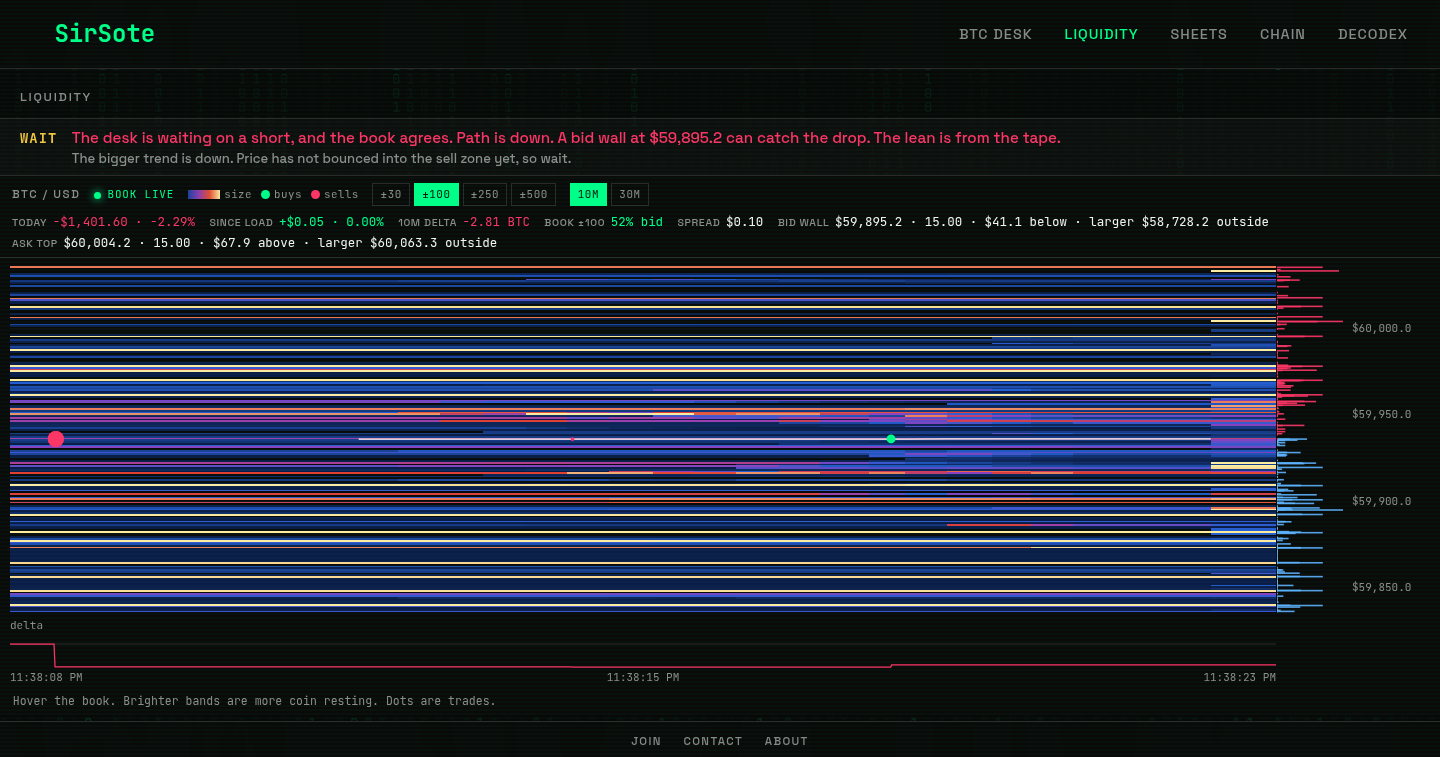 SirSote
BTC DESK LIQUIDITY SHEETS CHAIN DECODEX
LIQUIDITY
WAIT The desk is waiting on a short, and the book agrees. Path is down. A bid wall at $59,895.2 can catch the drop. The lean is from the tape.
The bigger trend is down. Price has not bounced into the sell zone yet, so wait.
BTC / USD BOOK LIVE size buys sells ±30 ±100 ±250 ±500 10M 30M
TODAY -$1,401.60 · -2.29% SINCE LOAD +$0.05 · 0.00% 10M DELTA -2.81 BTC BOOK ±100 52% bid SPREAD $0.10 BID WALL $59,895.2 · 15.00 · $41.1 below · larger $58,728.2 outside
ASK TOP $60,004.2 · 15.00 · $67.9 above · larger $60,063.3 outside
$60,000.0
$59,950.0
$59,900.0
$59,850.0
delta
11:38:08 PM 11:38:15 PM 11:38:23 PM
Hover the book. Brighter bands are more coin resting. Dots are trades.
JOIN CONTACT ABOUT